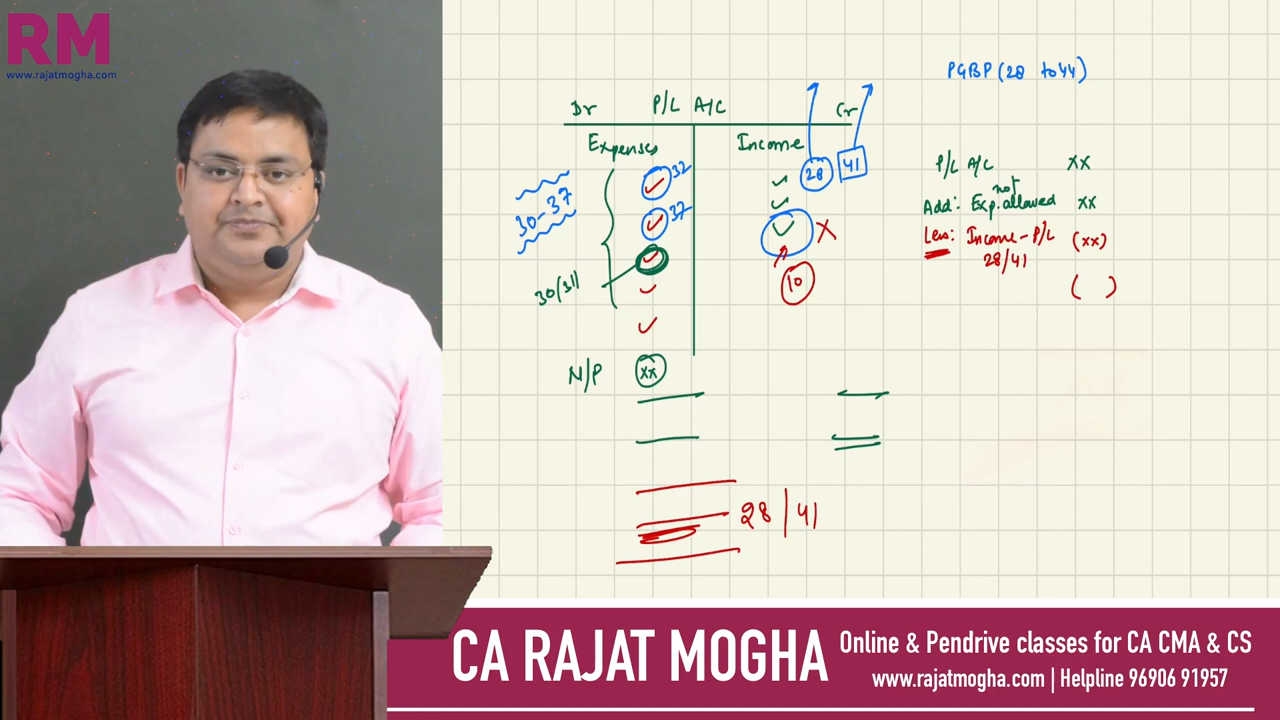 RM
www.rajatmogha.com
PGBP (28 to 44)
Dr P/L A/C Cr
Expenses Income
32
28 41
30-37
37
30/31
10
N/P xx
28 / 41
P/L A/C xx
not
Add: Exp. allowed xx
Less: Income - P/L (xx)
28/41
( )
CA RAJAT MOGHA
Online & Pendrive classes for CA CMA & CS
www.rajatmogha.com | Helpline 96906 91957